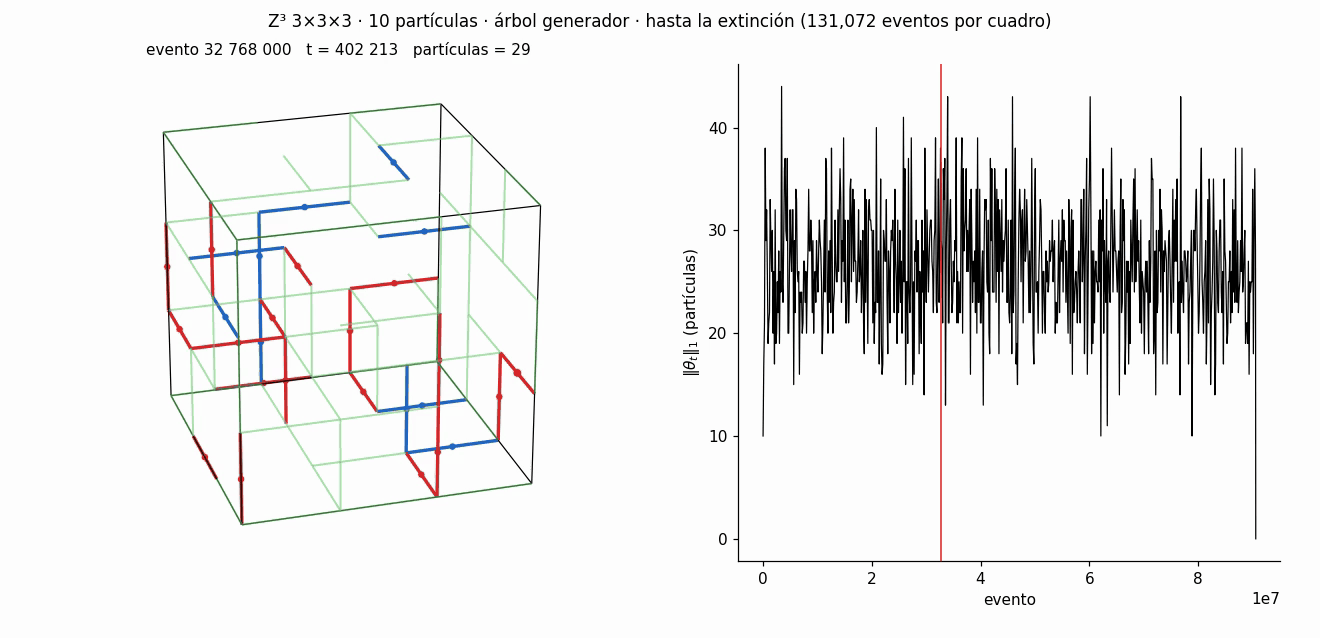 Z³ 3×3×3 · 10 partículas · árbol generador · hasta la extinción (131,072 eventos por cuadro)
evento 32 768 000 t = 402 213 partículas = 29
‖θₜ‖₁ (partículas)
40
30
20
10
0
0 2 4 6 8
1e7
evento